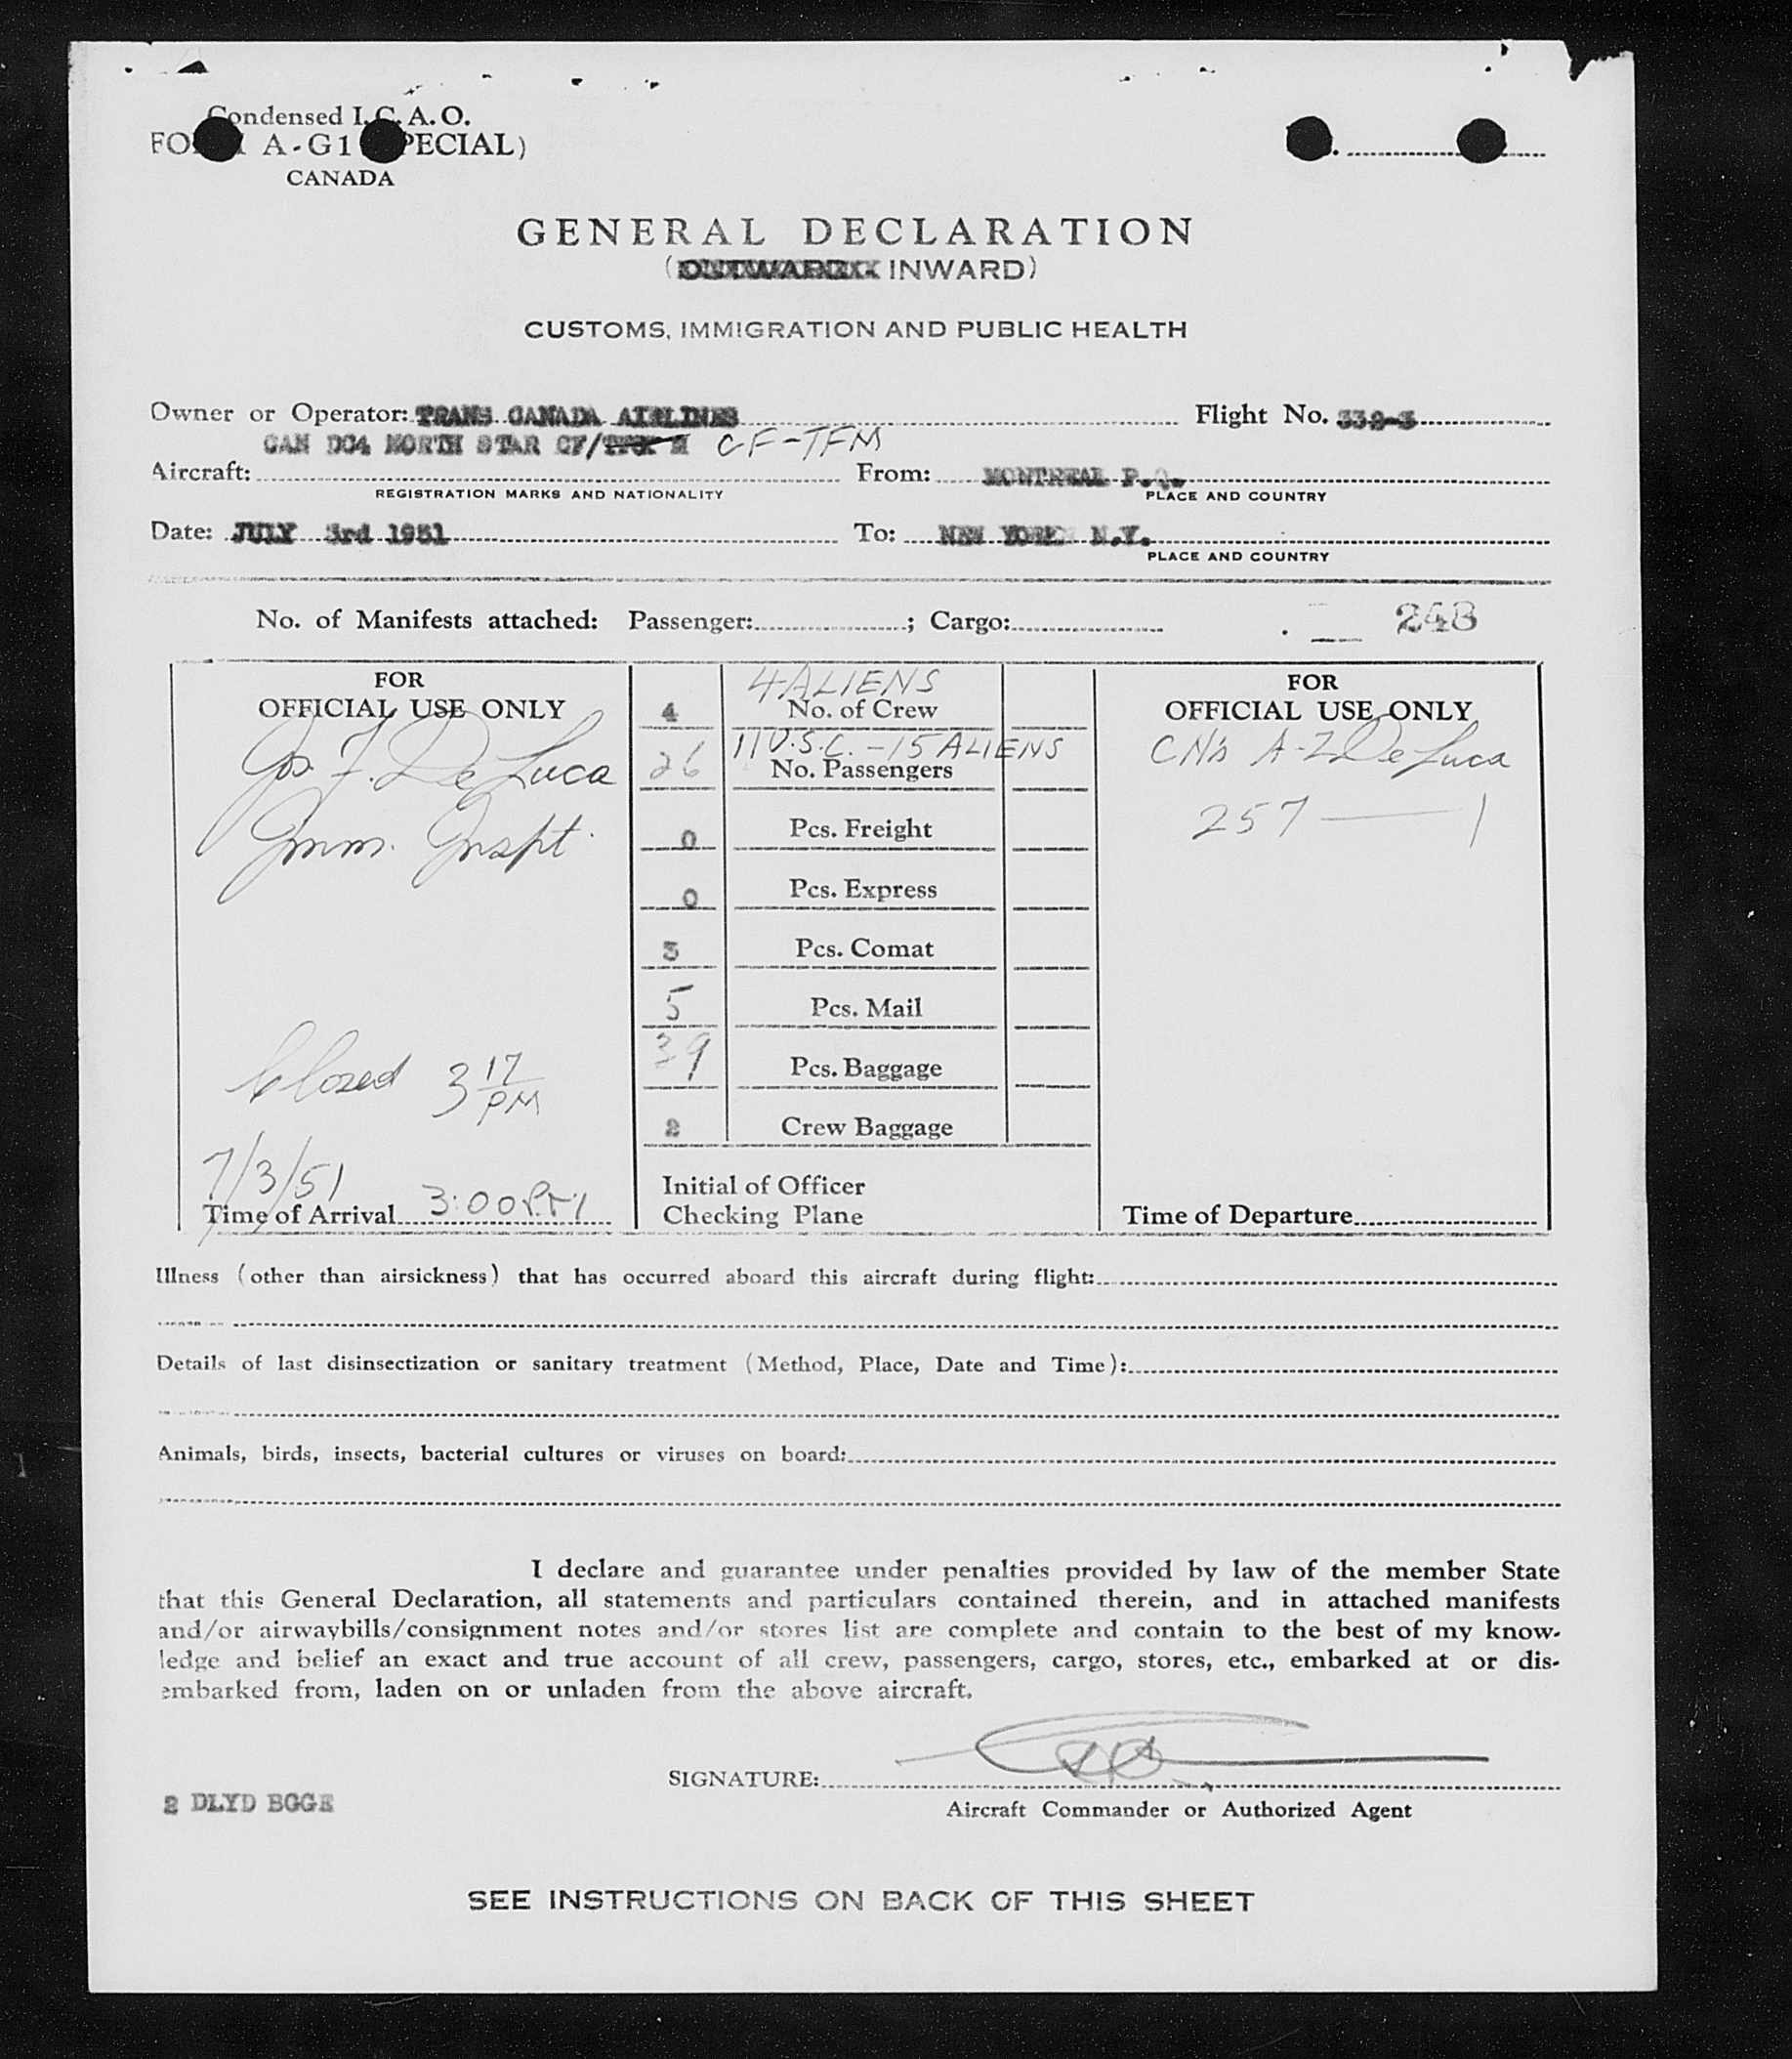 Condensed I.C.A.O.
FORM A-G1 (SPECIAL)
CANADA
GENERAL DECLARATION
(OUTWARD INWARD)
CUSTOMS, IMMIGRATION AND PUBLIC HEALTH
Owner or Operator: TRANS CANADA AIRLINES Flight No. 339-3
CAN DC4 NORTH STAR CF/ CF-TFM
Aircraft: From: MONTREAL P.Q.
REGISTRATION MARKS AND NATIONALITY PLACE AND COUNTRY
Date: JULY 3rd 1951 To: NEW YORK N.Y.
PLACE AND COUNTRY
No. of Manifests attached: Passenger: ; Cargo: 248
FOR OFFICIAL USE ONLY
Jos. F. De Luca
Imm. Inspt.
Closed 3 17 PM
7/3/51
Time of Arrival 3:00 P.M
4 ALIENS
4 No. of Crew
11 U.S.C. - 15 ALIENS
26 No. Passengers
0 Pcs. Freight
0 Pcs. Express
3 Pcs. Comat
5 Pcs. Mail
39 Pcs. Baggage
2 Crew Baggage
Initial of Officer
Checking Plane
FOR
OFFICIAL USE ONLY
CN's A-Z De Luca
257 — 1
Time of Departure
Illness (other than airsickness) that has occurred aboard this aircraft during flight:
Details of last disinsectization or sanitary treatment (Method, Place, Date and Time):
Animals, birds, insects, bacterial cultures or viruses on board:
I declare and guarantee under penalties provided by law of the member State
that this General Declaration, all statements and particulars contained therein, and in attached manifests
and/or airwaybills/consignment notes and/or stores list are complete and contain to the best of my know-
ledge and belief an exact and true account of all crew, passengers, cargo, stores, etc., embarked at or dis-
embarked from, laden on or unladen from the above aircraft.
SIGNATURE:
2 DLYD BGGE
Aircraft Commander or Authorized Agent
SEE INSTRUCTIONS ON BACK OF THIS SHEET